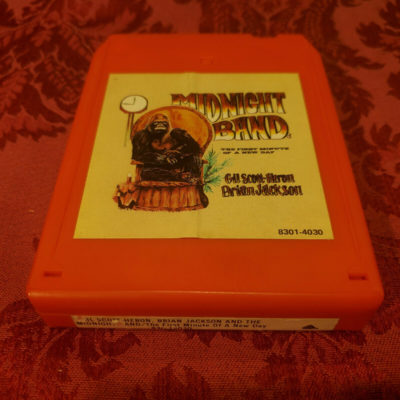 MIDNIGHT
BAND
THE FIRST MINUTE
OF A NEW DAY
Gil Scott-Heron
Brian Jackson
8301-4030
IL SCOTT-HERON, BRIAN JACKSON AND THE
MIDNIGHT BAND/The First Minute Of A New Day